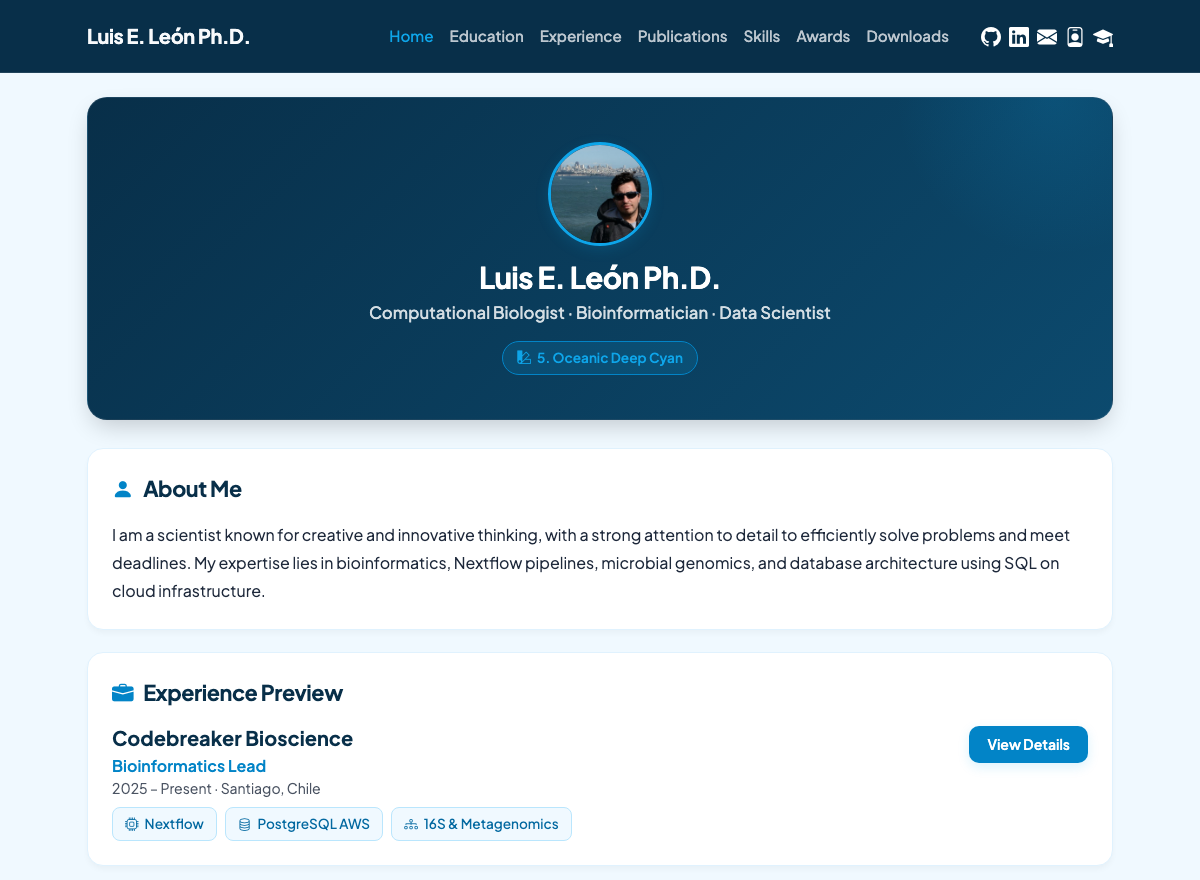 Luis E. León Ph.D.
Home Education Experience Publications Skills Awards Downloads
Luis E. León Ph.D.
Computational Biologist · Bioinformatician · Data Scientist
5. Oceanic Deep Cyan
About Me
I am a scientist known for creative and innovative thinking, with a strong attention to detail to efficiently solve problems and meet
deadlines. My expertise lies in bioinformatics, Nextflow pipelines, microbial genomics, and database architecture using SQL on
cloud infrastructure.
Experience Preview
Codebreaker Bioscience
View Details
Bioinformatics Lead
2025 – Present · Santiago, Chile
Nextflow PostgreSQL AWS 16S & Metagenomics